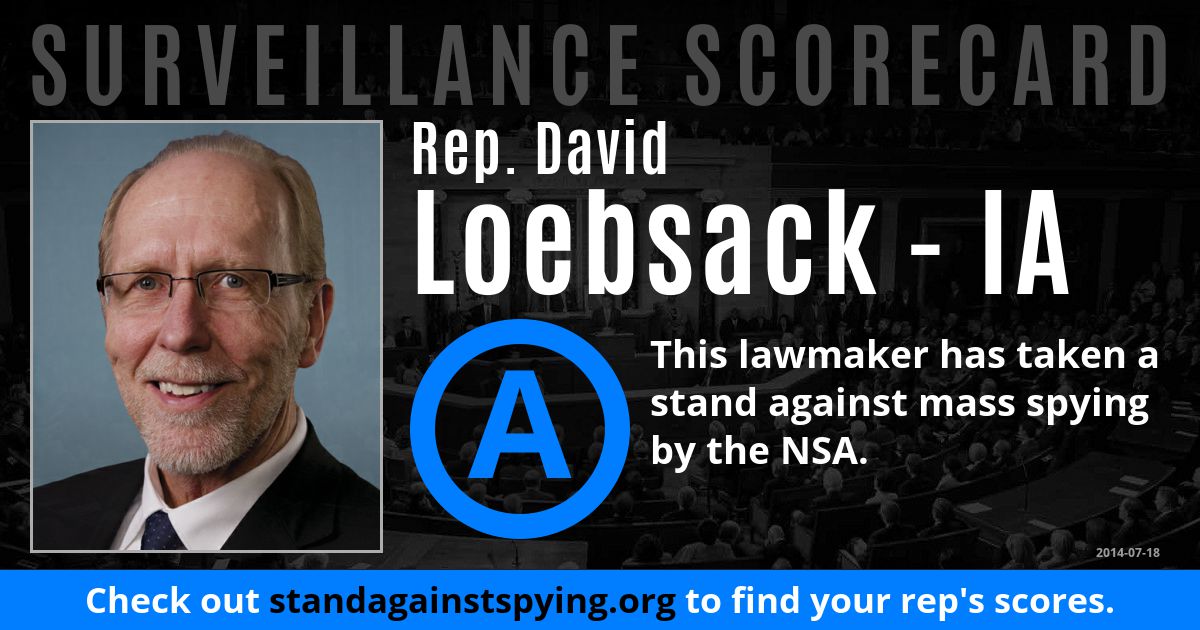 SURVEILLANCE SCORECARD
Rep. David
Loebsack - IA
A
This lawmaker has taken a
stand against mass spying
by the NSA.
2014-07-18
Check out standagainstspying.org to find your rep's scores.